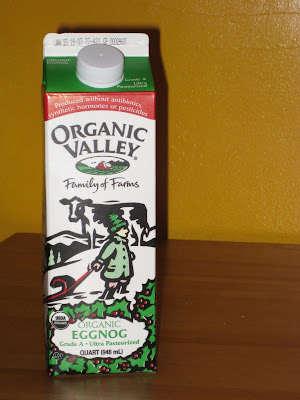 ORGANIC
EGGNOG
Grade A
Ultra
Pasteurized
Produced without antibiotics,
synthetic hormones or pesticides
ORGANIC
VALLEY®
Family of Farms
USDA
ORGANIC
ORGANIC
EGGNOG
Grade A • Ultra Pasteurized
QUART (946 mL)